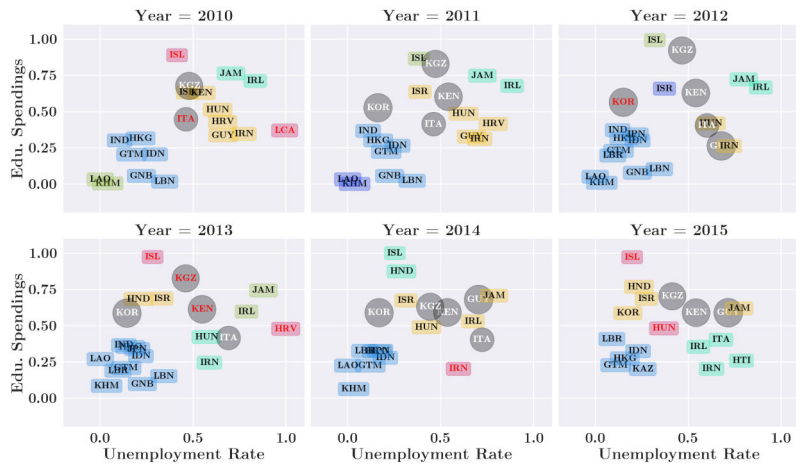 Year = 2010
Year = 2011
Year = 2012
Edu. Spendings
1.00
0.75
0.50
0.25
0.00
ISL
JAM
IRL
KGZ
KEN
HUN
ITA
HRV
GUY
IRN
LCA
IND
HKG
GTM
IDN
GNB
LBN
LAO
KHM
ISL
KGZ
JAM
IRL
ISR
KEN
KOR
HUN
ITA
HRV
IND
HKG
GUY
IRN
IDN
GTM
GNB
LBN
LAO
KHM
ISL
KGZ
JAM
IRL
ISR
KEN
KOR
ITA
IND
IDN
GTM
LBR
IRN
GNB
LBN
LAO
KHM
Year = 2013
Year = 2014
Year = 2015
Edu. Spendings
1.00
0.75
0.50
0.25
0.00
ISL
KGZ
JAM
HND
ISR
KOR
KEN
IRL
HRV
HUN
ITA
IND
IDN
LAO
GTM
LBR
IRN
LBN
GNB
KHM
ISL
HND
JAM
ISR
KGZ
KOR
KEN
IRL
HUN
ITA
IDN
LAO
GTM
IRN
KHM
ISL
HND
ISR
KGZ
KOR
KEN
JAM
HUN
LBR
ITA
IRL
IDN
HKG
GTM
KAZ
HTI
IRN
0.0
0.5
1.0
0.0
0.5
1.0
0.0
0.5
1.0
Unemployment Rate
Unemployment Rate
Unemployment Rate